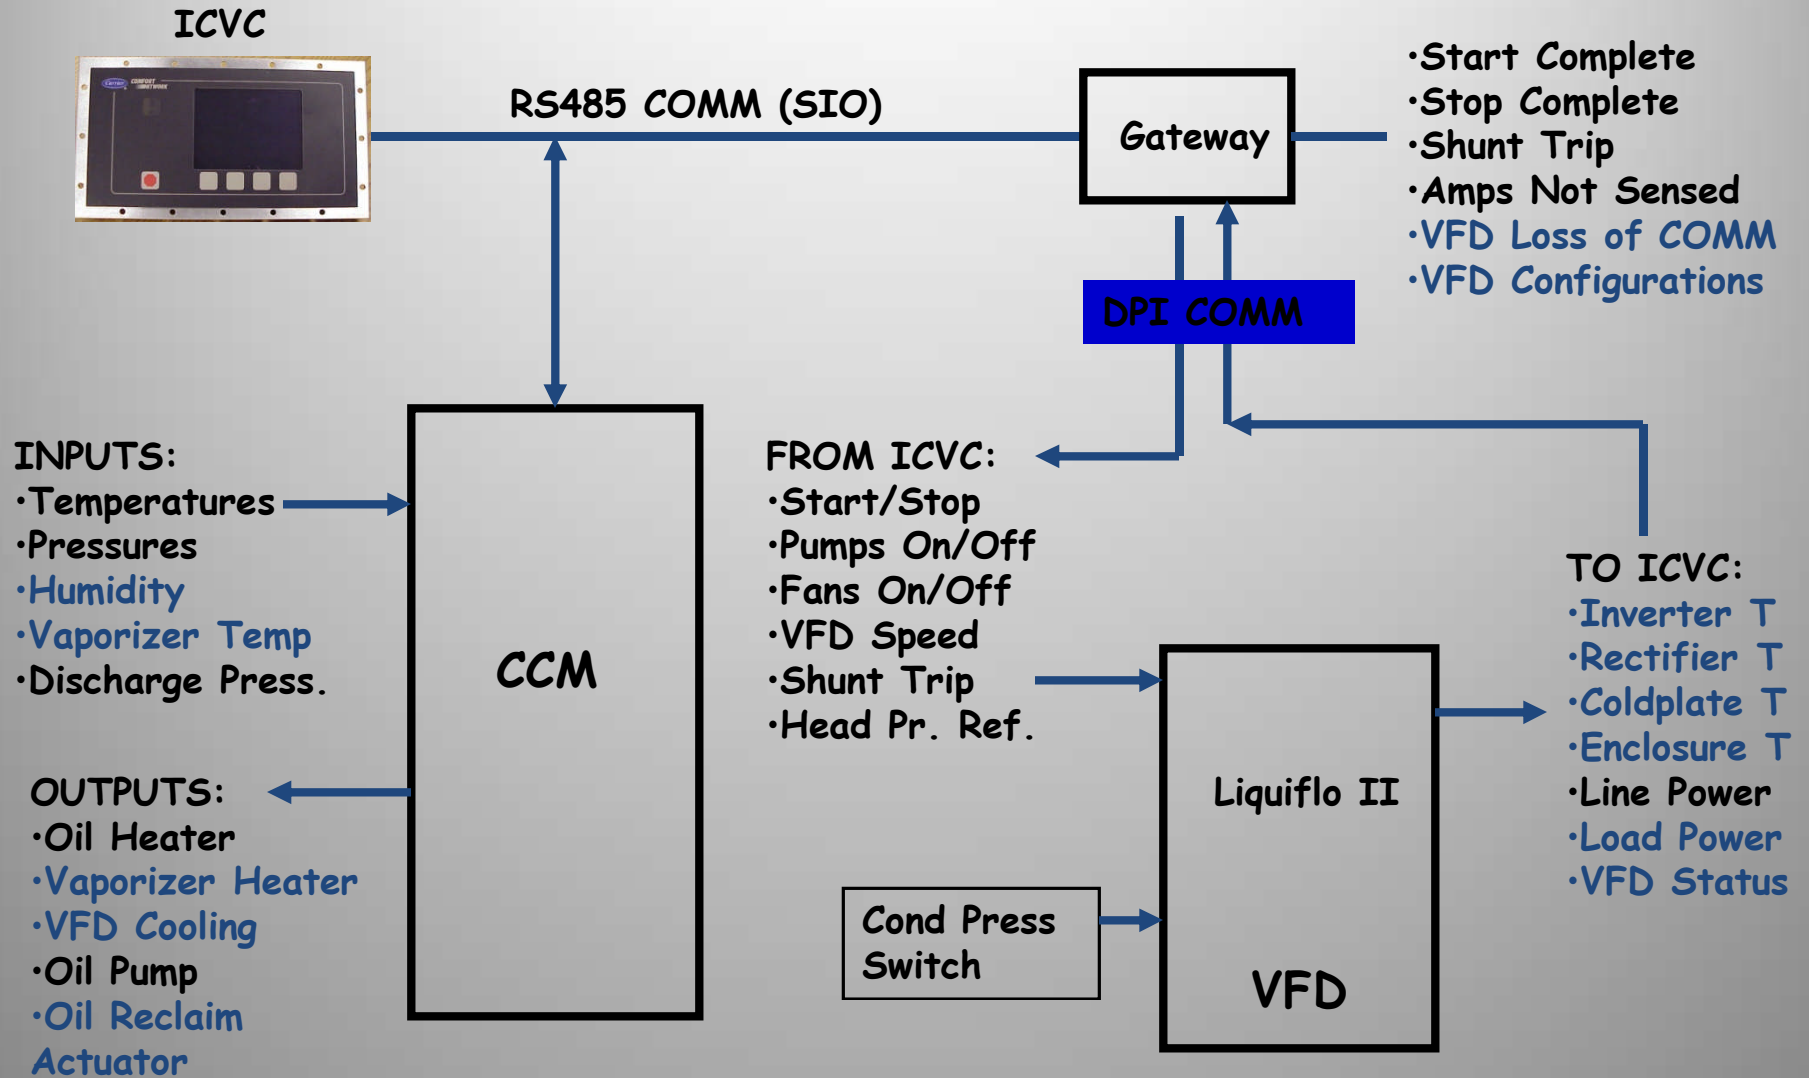 ICVC
Carrier
COMFORT
NETWORK
RS485 COMM (SIO)
Gateway
•Start Complete
•Stop Complete
•Shunt Trip
•Amps Not Sensed
•VFD Loss of COMM
•VFD Configurations
DPI COMM
INPUTS:
•Temperatures
•Pressures
•Humidity
•Vaporizer Temp
•Discharge Press.
OUTPUTS:
•Oil Heater
•Vaporizer Heater
•VFD Cooling
•Oil Pump
•Oil Reclaim
Actuator
CCM
FROM ICVC:
•Start/Stop
•Pumps On/Off
•Fans On/Off
•VFD Speed
•Shunt Trip
•Head Pr. Ref.
Cond Press
Switch
Liquiflo II
VFD
TO ICVC:
•Inverter T
•Rectifier T
•Coldplate T
•Enclosure T
•Line Power
•Load Power
•VFD Status